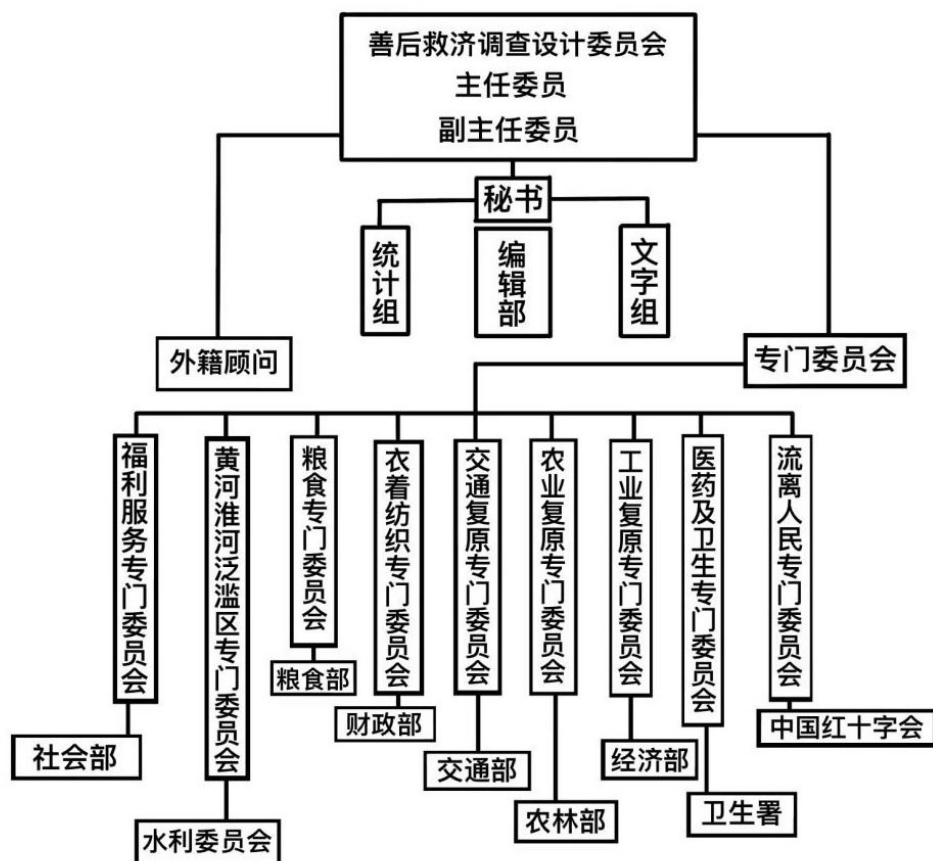 善后救济调查设计委员会
主任委员
副主任委员
秘书
统计组
编辑部
文字组
外籍顾问
专门委员会
福利服务专门委员会
黄河淮河泛滥区专门委员会
粮食专门委员会
衣着纺织专门委员会
交通复原专门委员会
农业复原专门委员会
工业复原专门委员会
医药及卫生专门委员会
流离人民专门委员会
社会部
水利委员会
粮食部
财政部
交通部
农林部
经济部
卫生署
中国红十字会